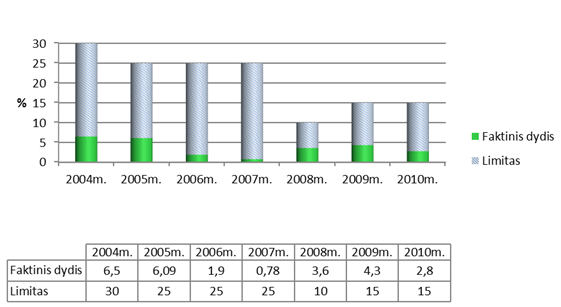 30
25
20
% 15
10
5
0
2004m. 2005m. 2006m. 2007m. 2008m. 2009m. 2010m.
Faktinis dydis
Limitas
2004m. 2005m. 2006m. 2007m. 2008m. 2009m. 2010m.
Faktinis dydis 6,5 6,09 1,9 0,78 3,6 4,3 2,8
Limitas 30 25 25 25 10 15 15